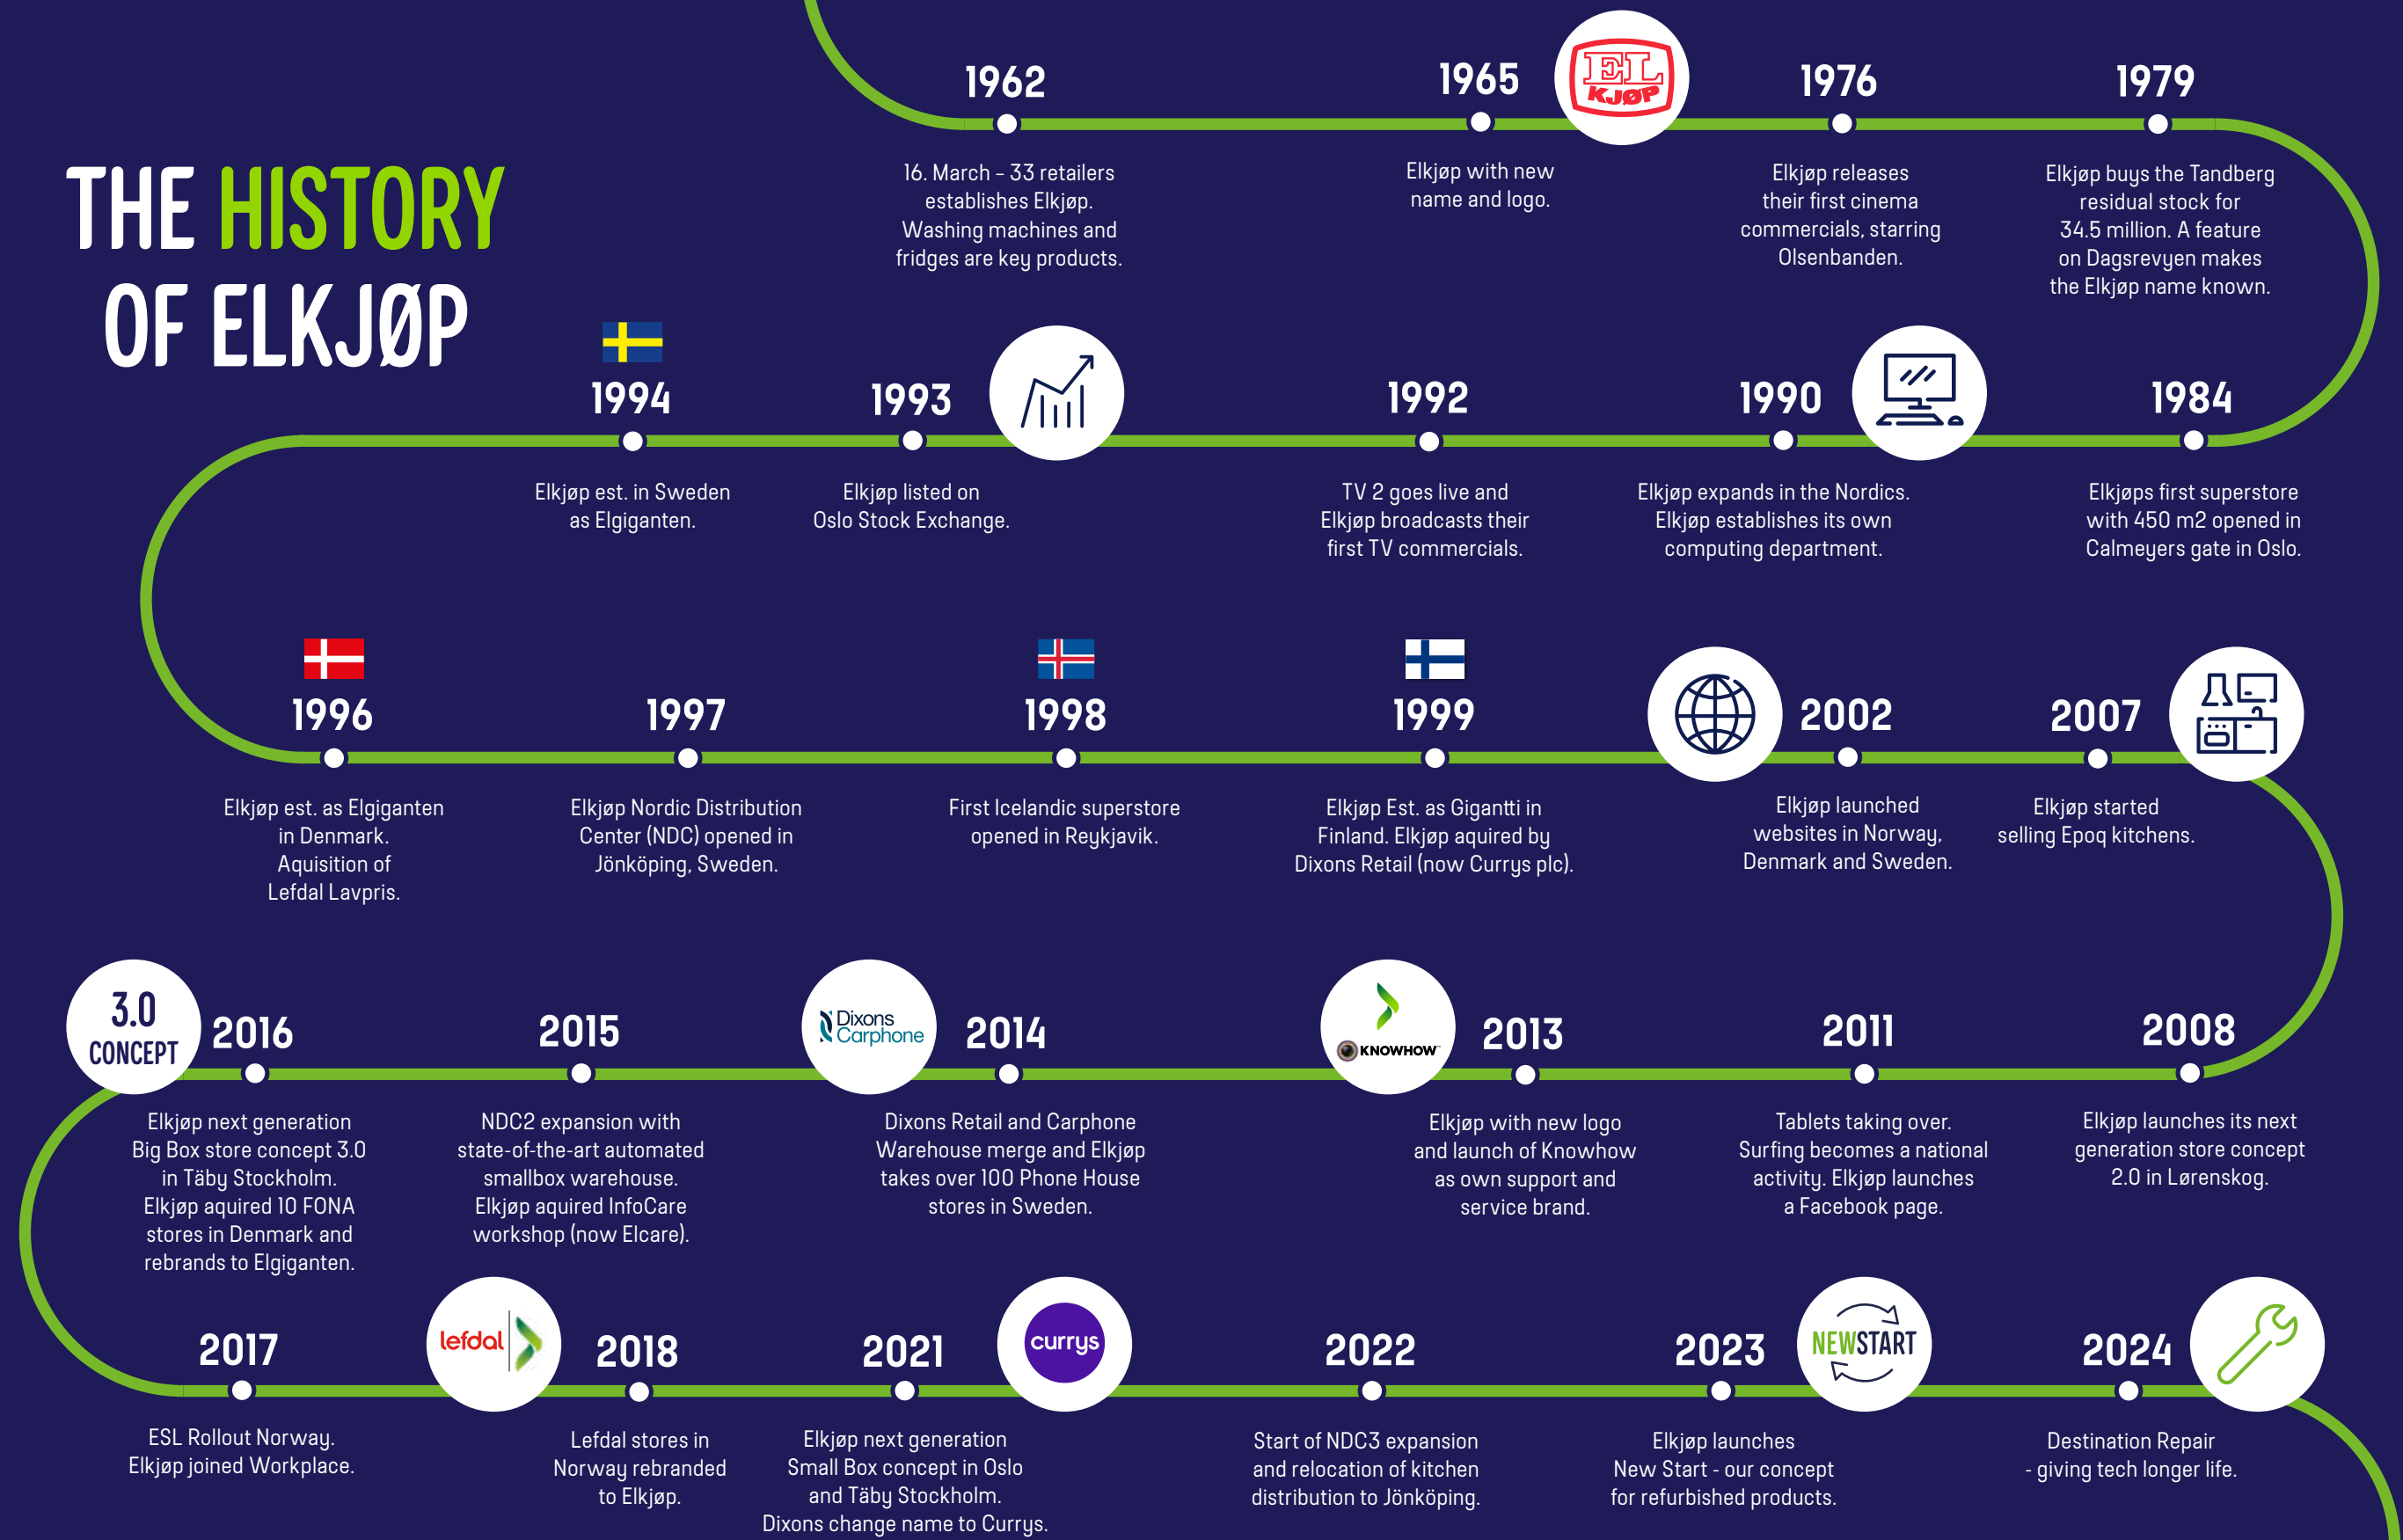 THE HISTORY
OF ELKJØP
1962
16. March – 33 retailers
establishes Elkjøp.
Washing machines and
fridges are key products.
1965
Elkjøp with new
name and logo.
EL
KJØP
1976
Elkjøp releases
their first cinema
commercials, starring
Olsenbanden.
1979
Elkjøp buys the Tandberg
residual stock for
34.5 million. A feature
on Dagsrevyen makes
the Elkjøp name known.
1984
Elkjøps first superstore
with 450 m2 opened in
Calmeyers gate in Oslo.
1990
Elkjøp expands in the Nordics.
Elkjøp establishes its own
computing department.
1992
TV 2 goes live and
Elkjøp broadcasts their
first TV commercials.
1993
Elkjøp listed on
Oslo Stock Exchange.
1994
Elkjøp est. in Sweden
as Elgiganten.
1996
Elkjøp est. as Elgiganten
in Denmark.
Aquisition of
Lefdal Lavpris.
1997
Elkjøp Nordic Distribution
Center (NDC) opened in
Jönköping, Sweden.
1998
First Icelandic superstore
opened in Reykjavik.
1999
Elkjøp Est. as Gigantti in
Finland. Elkjøp aquired by
Dixons Retail (now Currys plc).
2002
Elkjøp launched
websites in Norway,
Denmark and Sweden.
2007
Elkjøp started
selling Epoq kitchens.
2008
Elkjøp launches its next
generation store concept
2.0 in Lørenskog.
2011
Tablets taking over.
Surfing becomes a national
activity. Elkjøp launches
a Facebook page.
2013
Elkjøp with new logo
and launch of Knowhow
as own support and
service brand.
KNOWHOW™
2014
Dixons Retail and Carphone
Warehouse merge and Elkjøp
takes over 100 Phone House
stores in Sweden.
Dixons
Carphone
2015
NDC2 expansion with
state-of-the-art automated
smallbox warehouse.
Elkjøp aquired InfoCare
workshop (now Elcare).
2016
Elkjøp next generation
Big Box store concept 3.0
in Täby Stockholm.
Elkjøp aquired 10 FONA
stores in Denmark and
rebrands to Elgiganten.
3.0
CONCEPT
2017
ESL Rollout Norway.
Elkjøp joined Workplace.
lefdal
2018
Lefdal stores in
Norway rebranded
to Elkjøp.
2021
Elkjøp next generation
Small Box concept in Oslo
and Täby Stockholm.
Dixons change name to Currys.
currys
2022
Start of NDC3 expansion
and relocation of kitchen
distribution to Jönköping.
2023
Elkjøp launches
New Start - our concept
for refurbished products.
NEWSTART
2024
Destination Repair
- giving tech longer life.